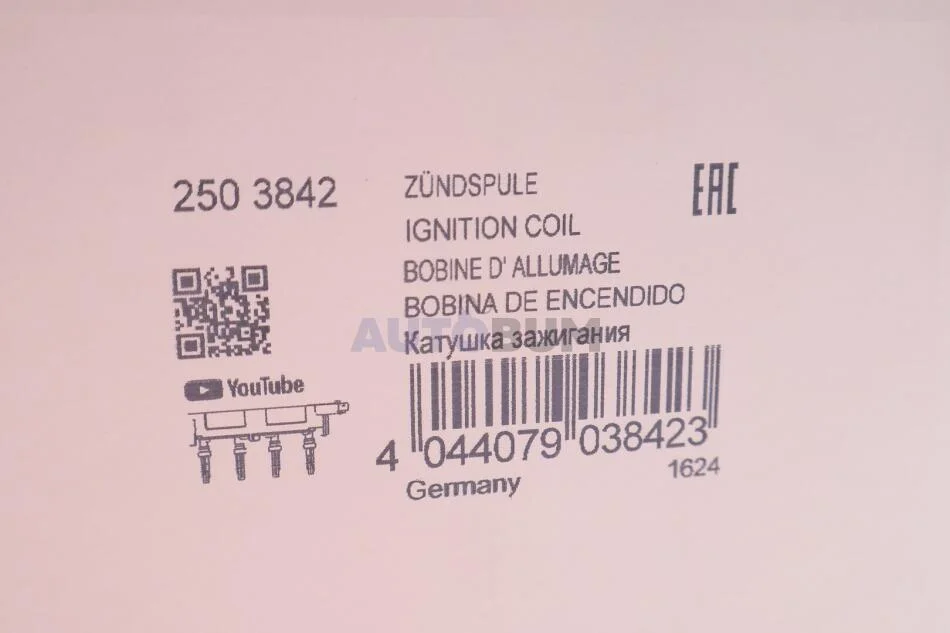 250 3842
ZÜNDSPULE
IGNITION COIL
BOBINE D' ALLUMAGE
BOBINA DE ENCENDIDO
Катушка зажигания
EAC
AUTOBUM
YouTube
4 044079 038423
Germany
1624